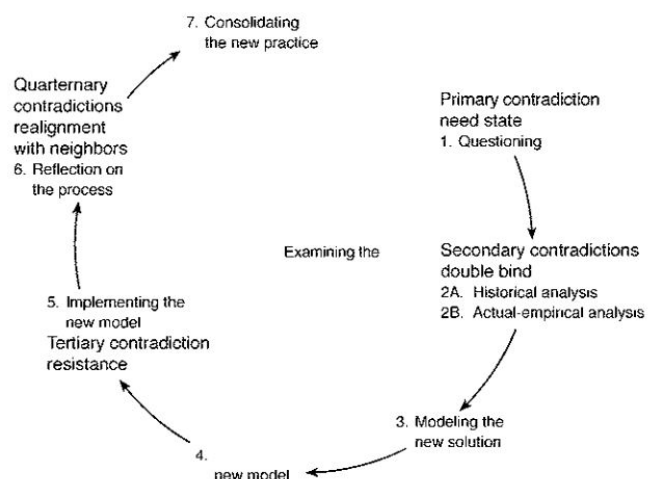 7. Consolidating
the new practice
Quarternary
contradictions
realignment
with neighbors
6. Reflection on
the process
Primary contradiction
need state
1. Questioning
Examining the
Secondary contradictions
double bind
2A. Historical analysis
2B. Actual-empirical analysis
5. Implementing the
new model
Tertiary contradiction
resistance
3. Modeling the
new solution
4.
new model